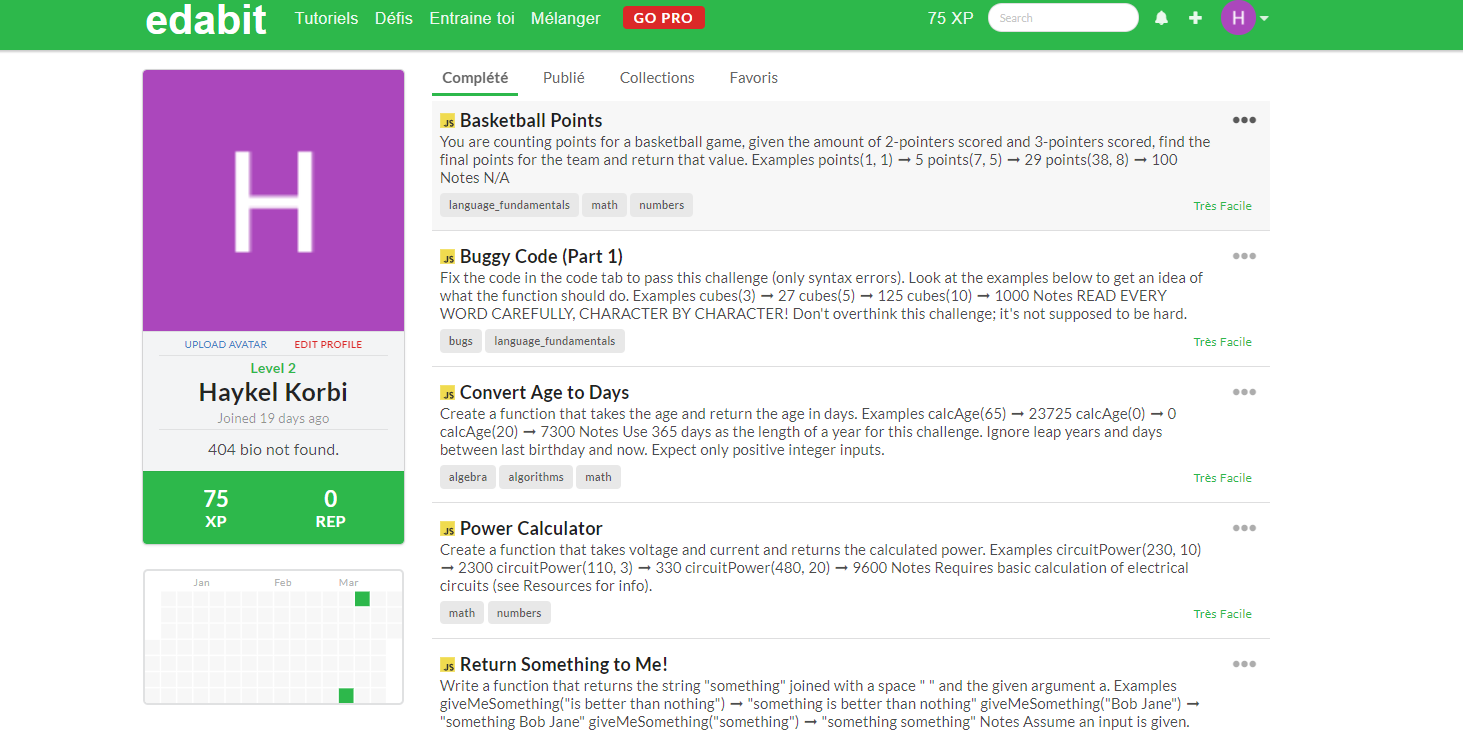 edabit Tutoriels Défis Entraine toi Mélanger GO PRO 75 XP Search H
H
UPLOAD AVATAR EDIT PROFILE
Level 2
Haykel Korbi
Joined 19 days ago
404 bio not found.
75 0
XP REP
Jan Feb Mar
Complété Publié Collections Favoris
JS Basketball Points
You are counting points for a basketball game, given the amount of 2-pointers scored and 3-pointers scored, find the
final points for the team and return that value. Examples points(1, 1) ➞ 5 points(7, 5) ➞ 29 points(38, 8) ➞ 100
Notes N/A
language_fundamentals math numbers Très Facile
JS Buggy Code (Part 1)
Fix the code in the code tab to pass this challenge (only syntax errors). Look at the examples below to get an idea of
what the function should do. Examples cubes(3) ➞ 27 cubes(5) ➞ 125 cubes(10) ➞ 1000 Notes READ EVERY
WORD CAREFULLY, CHARACTER BY CHARACTER! Don't overthink this challenge; it's not supposed to be hard.
bugs language_fundamentals Très Facile
JS Convert Age to Days
Create a function that takes the age and return the age in days. Examples calcAge(65) ➞ 23725 calcAge(0) ➞ 0
calcAge(20) ➞ 7300 Notes Use 365 days as the length of a year for this challenge. Ignore leap years and days
between last birthday and now. Expect only positive integer inputs.
algebra algorithms math Très Facile
JS Power Calculator
Create a function that takes voltage and current and returns the calculated power. Examples circuitPower(230, 10)
➞ 2300 circuitPower(110, 3) ➞ 330 circuitPower(480, 20) ➞ 9600 Notes Requires basic calculation of electrical
circuits (see Resources for info).
math numbers Très Facile
JS Return Something to Me!
Write a function that returns the string "something" joined with a space " " and the given argument a. Examples
giveMeSomething("is better than nothing") ➞ "something is better than nothing" giveMeSomething("Bob Jane") ➞
"something Bob Jane" giveMeSomething("something") ➞ "something something" Notes Assume an input is given.